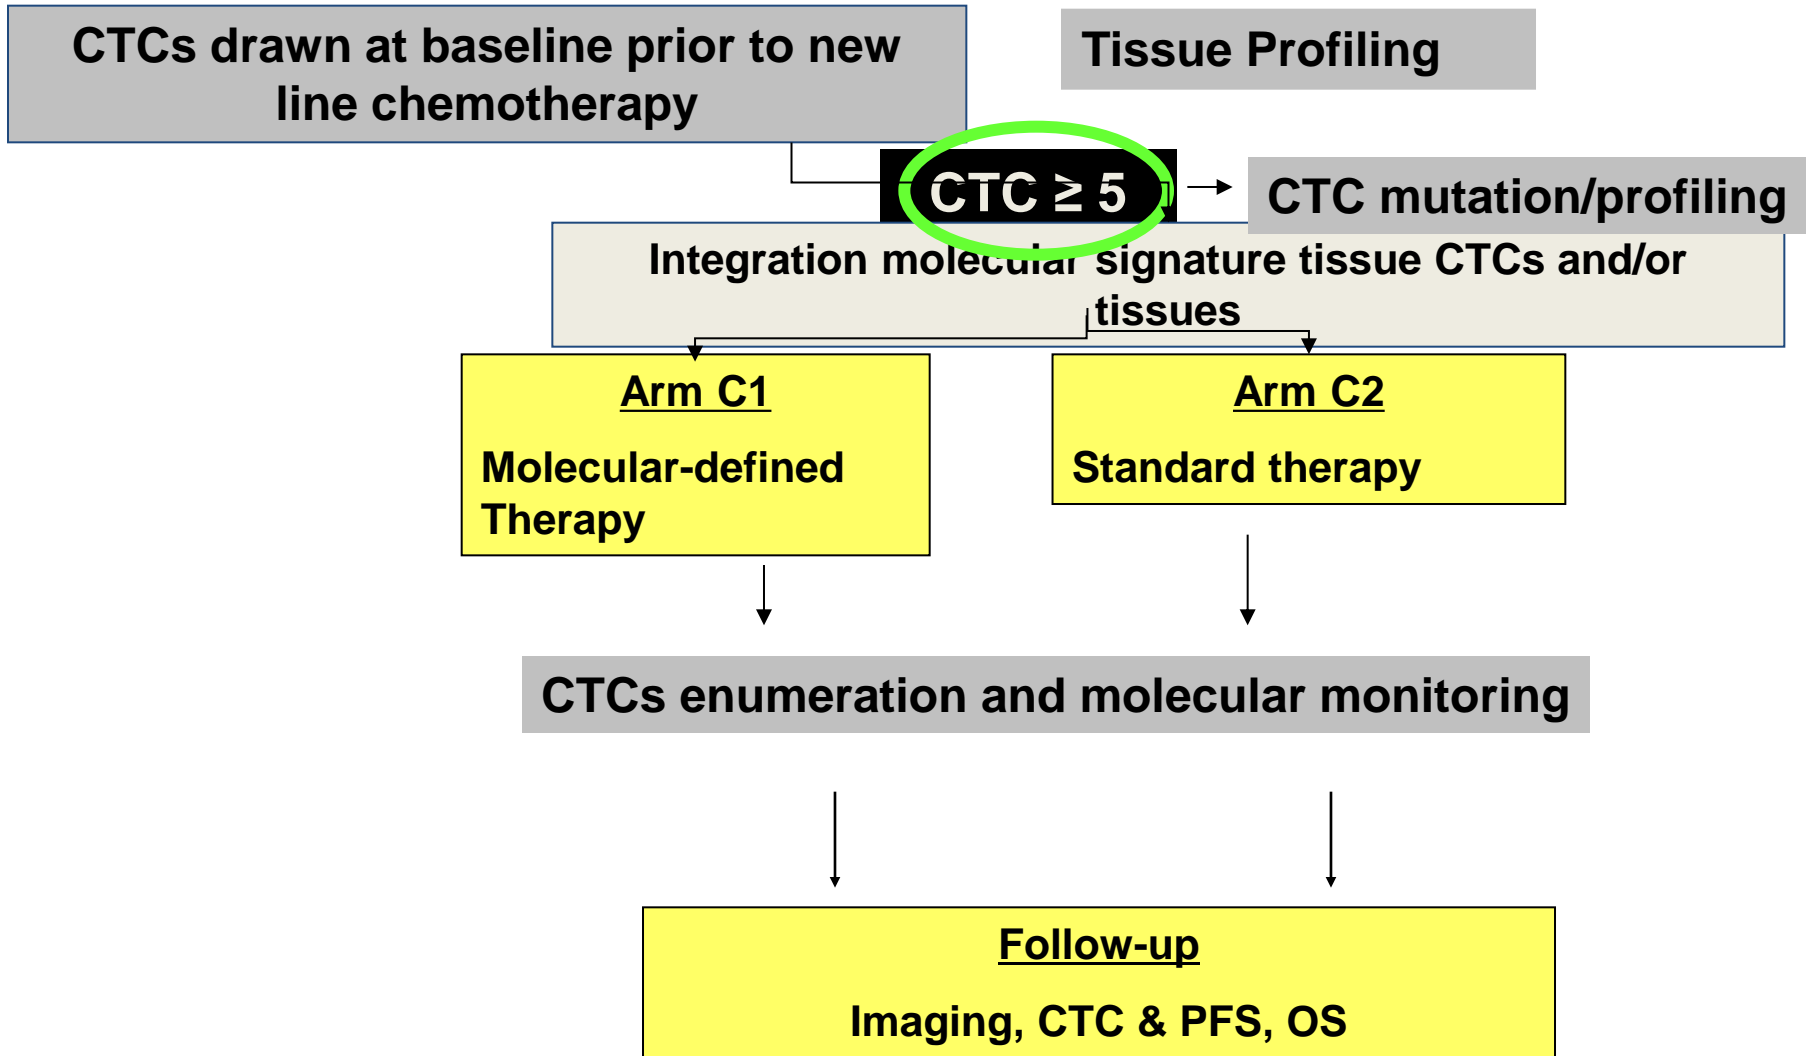 CTCs drawn at baseline prior to new
line chemotherapy
Tissue Profiling
CTC ≥ 5
CTC mutation/profiling
Integration molecular signature tissue CTCs and/or
tissues
Arm C1
Molecular-defined
Therapy
Arm C2
Standard therapy
CTCs enumeration and molecular monitoring
Follow-up
Imaging, CTC & PFS, OS